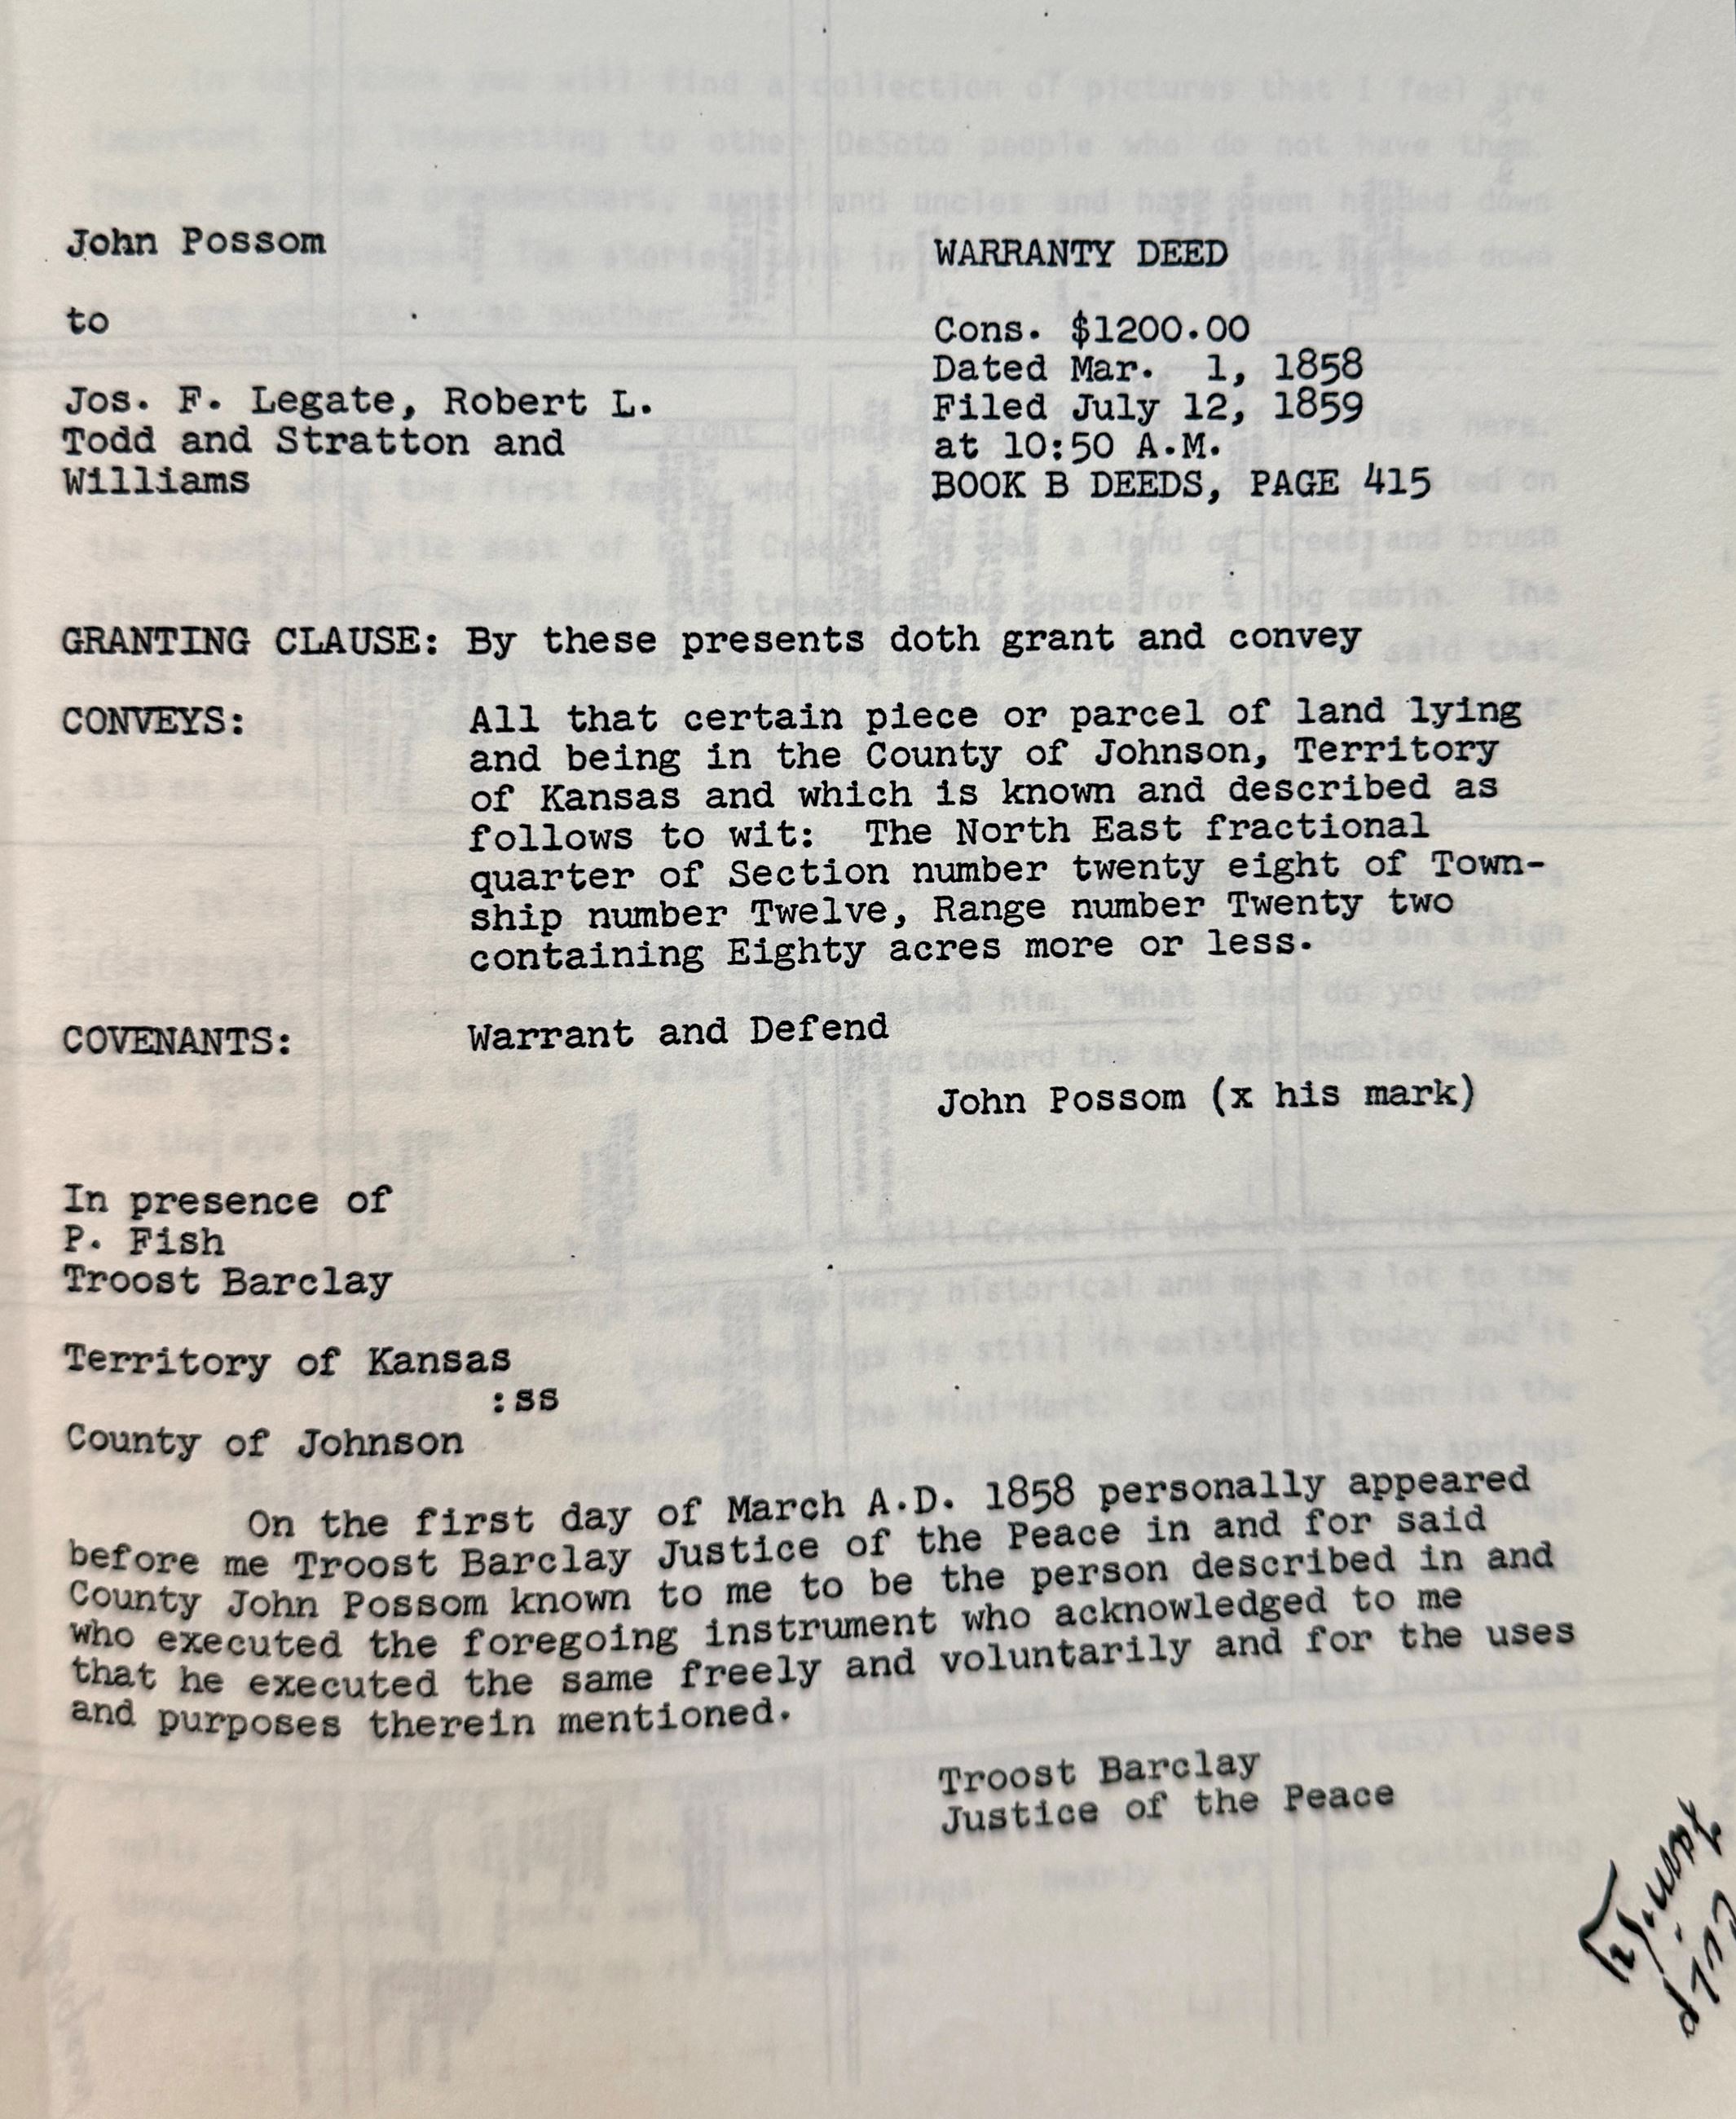 John Possom
to
Jos. F. Legate, Robert L.
Todd and Stratton and
Williams
WARRANTY DEED
Cons. $1200.00
Dated Mar. 1, 1858
Filed July 12, 1859
at 10:50 A.M.
BOOK B DEEDS, PAGE 415
GRANTING CLAUSE: By these presents doth grant and convey
CONVEYS: All that certain piece or parcel of land lying
and being in the County of Johnson, Territory
of Kansas and which is known and described as
follows to wit: The North East fractional
quarter of Section number twenty eight of Town-
ship number Twelve, Range number Twenty two
containing Eighty acres more or less.
COVENANTS: Warrant and Defend
John Possom (x his mark)
In presence of
P. Fish
Troost Barclay
Territory of Kansas
:ss
County of Johnson
On the first day of March A.D. 1858 personally appeared
before me Troost Barclay Justice of the Peace in and for said
County John Possom known to me to be the person described in and
who executed the foregoing instrument who acknowledged to me
that he executed the same freely and voluntarily and for the uses
and purposes therein mentioned.
Troost Barclay
Justice of the Peace